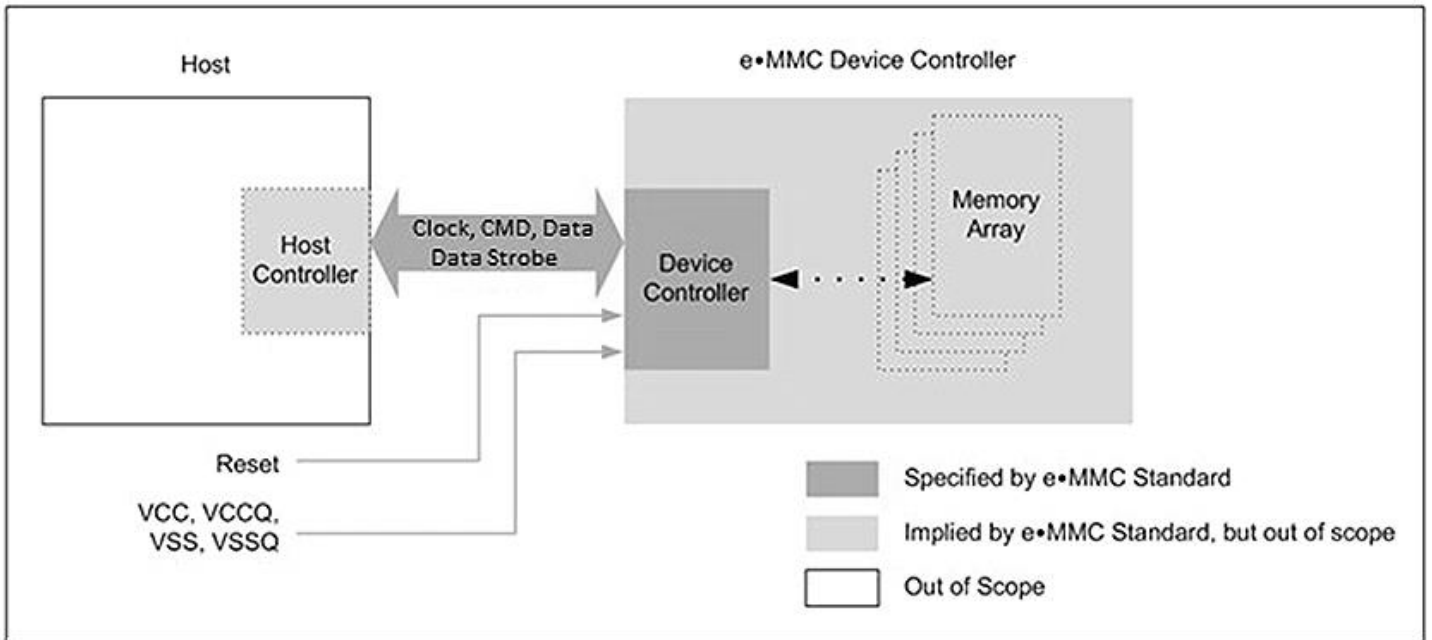 Host
e•MMC Device Controller
Host
Controller
Clock, CMD, Data
Data Strobe
Device
Controller
Memory
Array
Reset
VCC, VCCQ,
VSS, VSSQ
Specified by e•MMC Standard
Implied by e•MMC Standard, but out of scope
Out of Scope